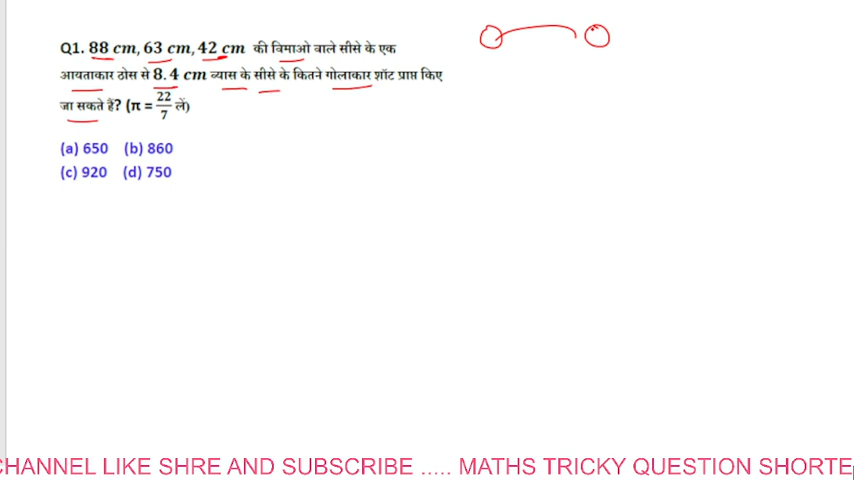 Q1. 88 cm, 63 cm, 42 cm की विमाओ वाले सीसे के एक
आयताकार ठोस से 8.4 cm व्यास के सीसे के कितने गोलाकार शॉट प्राप्त किए
जा सकते हैं? (π = 22/7 लें)
(a) 650 (b) 860
(c) 920 (d) 750
CHANNEL LIKE SHRE AND SUBSCRIBE ..... MATHS TRICKY QUESTION SHORTE